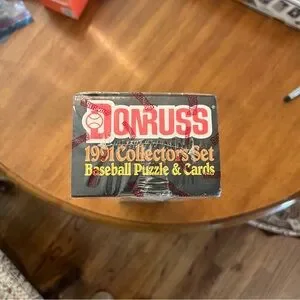 DONRUSS
1991 Collectors Set
Baseball Puzzle & Cards